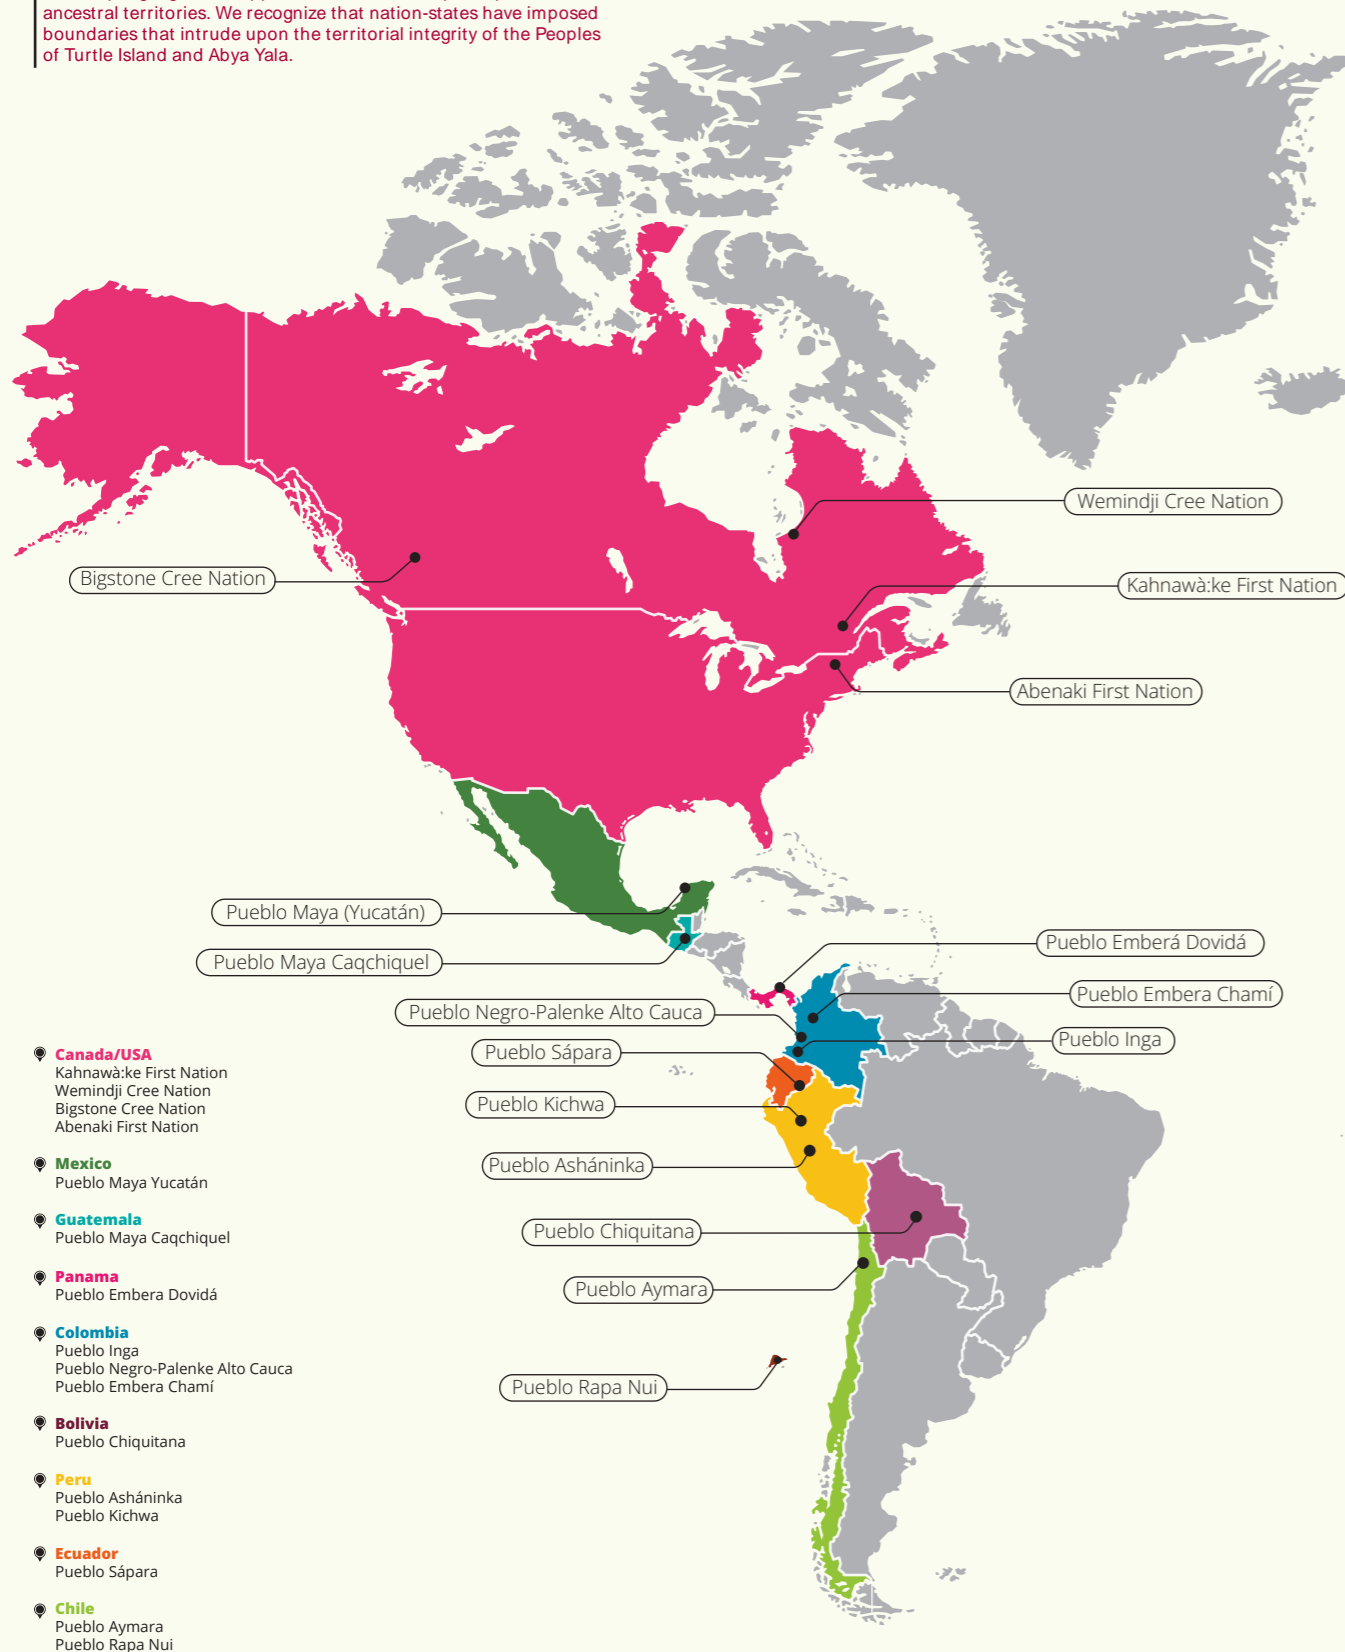 ancestral territories. We recognize that nation-states have imposed
boundaries that intrude upon the territorial integrity of the Peoples
of Turtle Island and Abya Yala.
Wemindji Cree Nation
Bigstone Cree Nation
Kahnawà:ke First Nation
Abenaki First Nation
Pueblo Maya (Yucatán)
Pueblo Maya Caqchiquel
Pueblo Emberá Dovidá
Pueblo Embera Chamí
Pueblo Negro-Palenke Alto Cauca
Pueblo Inga
Pueblo Sápara
Pueblo Kichwa
Pueblo Asháninka
Pueblo Chiquitana
Pueblo Aymara
Pueblo Rapa Nui
Canada/USA
Kahnawà:ke First Nation
Wemindji Cree Nation
Bigstone Cree Nation
Abenaki First Nation
Mexico
Pueblo Maya Yucatán
Guatemala
Pueblo Maya Caqchiquel
Panama
Pueblo Embera Dovidá
Colombia
Pueblo Inga
Pueblo Negro-Palenke Alto Cauca
Pueblo Embera Chamí
Bolivia
Pueblo Chiquitana
Peru
Pueblo Asháninka
Pueblo Kichwa
Ecuador
Pueblo Sápara
Chile
Pueblo Aymara
Pueblo Rapa Nui